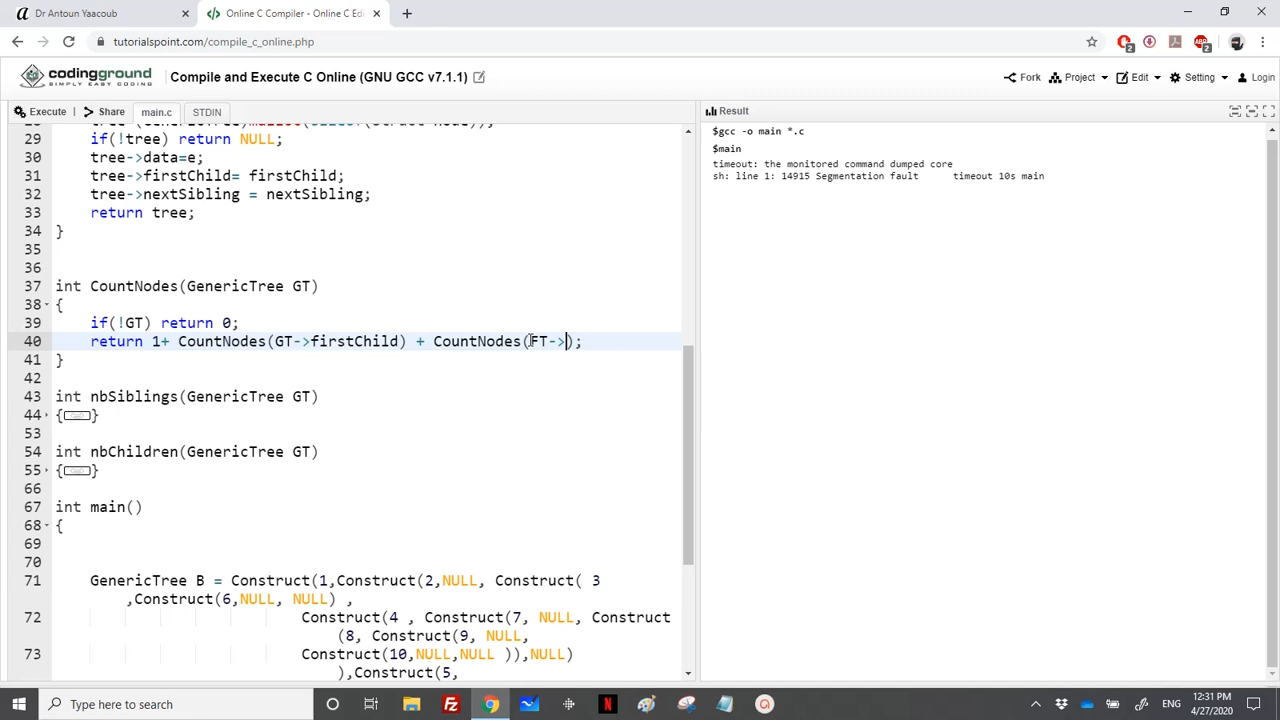 Dr Antoun Yaacoub
Online C Compiler - Online C Edi
tutorialspoint.com/compile_c_online.php
codingground
SIMPLY EASY CODING
Compile and Execute C Online (GNU GCC v7.1.1)
Fork Project Edit Setting Login
Execute Share main.c STDIN
Result
$gcc -o main *.c
$main
timeout: the monitored command dumped core
sh: line 1: 14915 Segmentation fault timeout 10s main
29 if(!tree) return NULL;
30 tree->data=e;
31 tree->firstChild= firstChild;
32 tree->nextSibling = nextSibling;
33 return tree;
34 }
35
36
37 int CountNodes(GenericTree GT)
38 {
39 if(!GT) return 0;
40 return 1+ CountNodes(GT->firstChild) + CountNodes(FT->);
41 }
42
43 int nbSiblings(GenericTree GT)
44 {}
53
54 int nbChildren(GenericTree GT)
55 {}
66
67 int main()
68 {
69
70
71 GenericTree B = Construct(1,Construct(2,NULL, Construct( 3
,Construct(6,NULL, NULL) ,
72 Construct(4 , Construct(7, NULL, Construct
(8, Construct(9, NULL,
73 Construct(10,NULL,NULL )),NULL)
),Construct(5,
Type here to search
ENG
12:31 PM
4/27/2020